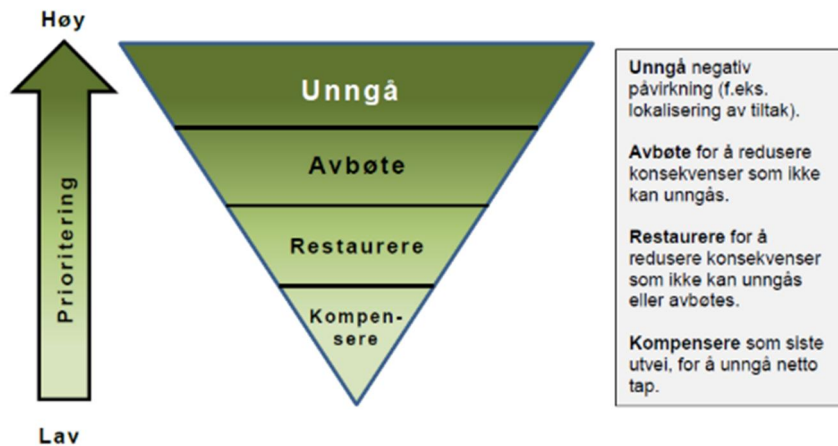 Høy
Prioritering
Lav
Unngå
Avbøte
Restaurere
Kompen-
sere
Unngå negativ
påvirkning (f.eks.
lokalisering av tiltak).
Avbøte for å redusere
konsekvenser som ikke
kan unngås.
Restaurere for å
redusere konsekvenser
som ikke kan unngås
eller avbøtes.
Kompensere som siste
utvei, for å unngå netto
tap.